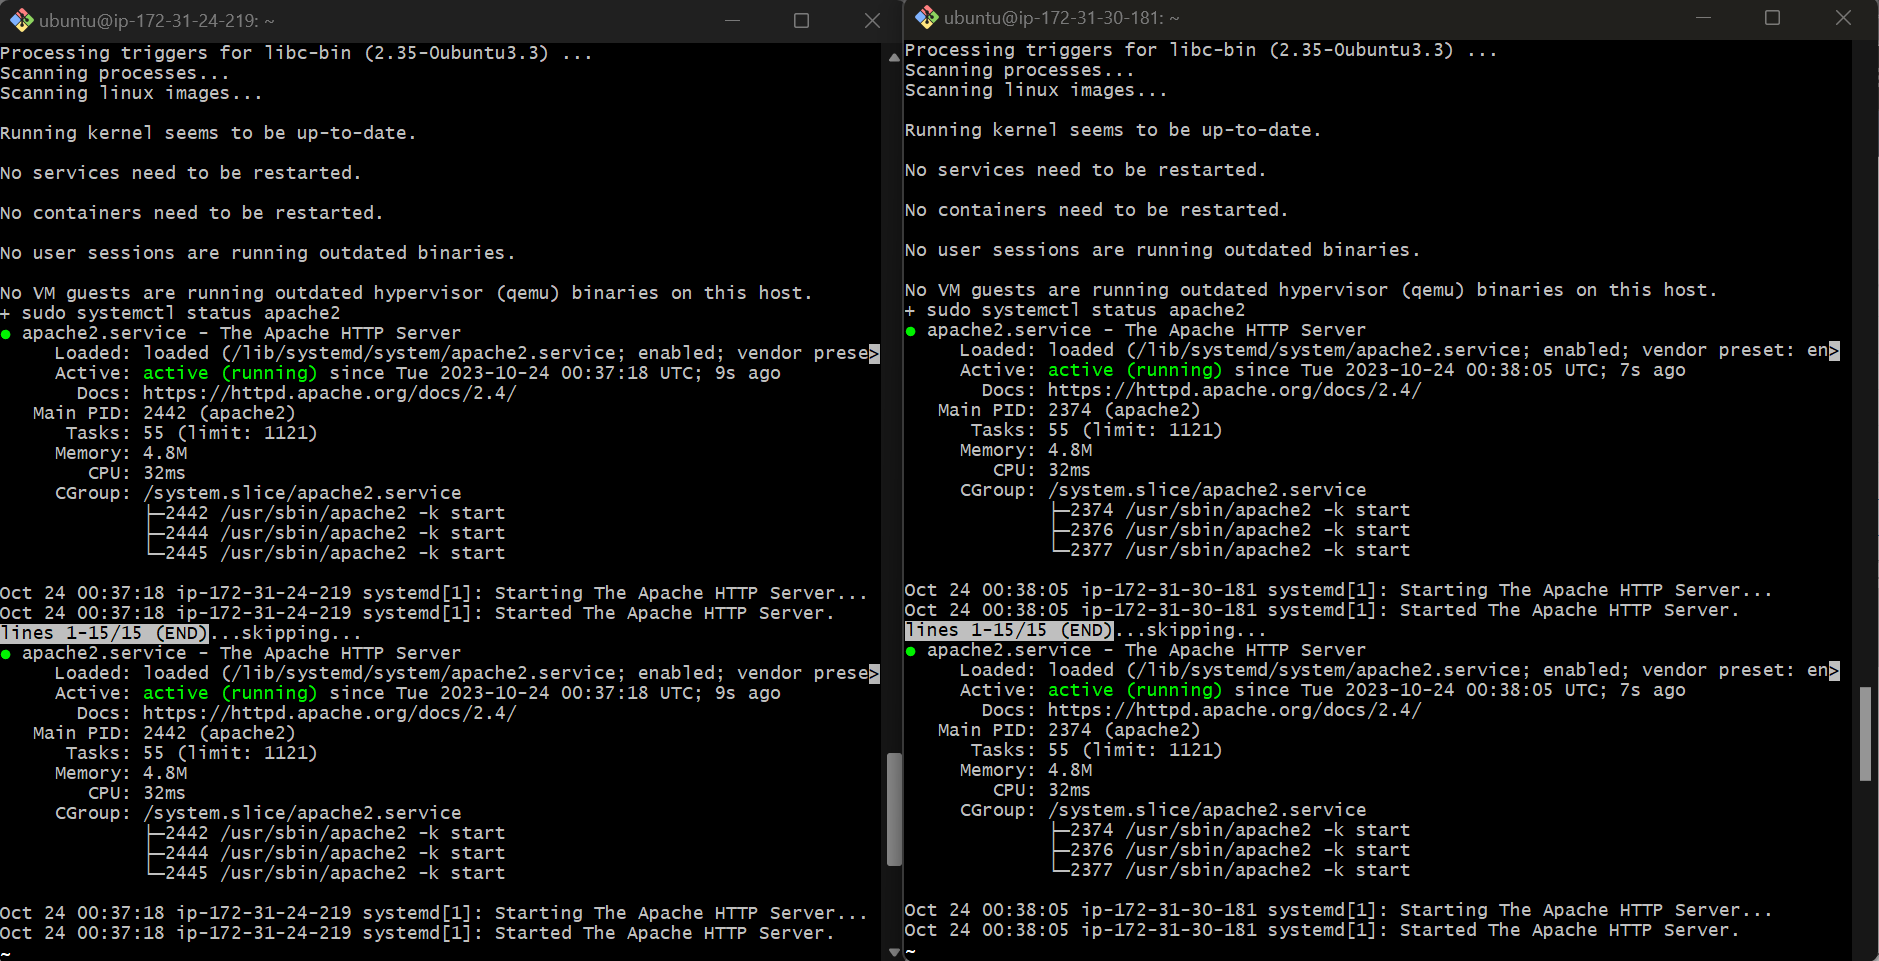 ubuntu@ip-172-31-24-219: ~
Processing triggers for libc-bin (2.35-0ubuntu3.3) ...
Scanning processes...
Scanning linux images...
Running kernel seems to be up-to-date.
No services need to be restarted.
No containers need to be restarted.
No user sessions are running outdated binaries.
No VM guests are running outdated hypervisor (qemu) binaries on this host.
+ sudo systemctl status apache2
● apache2.service - The Apache HTTP Server
Loaded: loaded (/lib/systemd/system/apache2.service; enabled; vendor prese>
Active: active (running) since Tue 2023-10-24 00:37:18 UTC; 9s ago
Docs: https://httpd.apache.org/docs/2.4/
Main PID: 2442 (apache2)
Tasks: 55 (limit: 1121)
Memory: 4.8M
CPU: 32ms
CGroup: /system.slice/apache2.service
├─2442 /usr/sbin/apache2 -k start
├─2444 /usr/sbin/apache2 -k start
└─2445 /usr/sbin/apache2 -k start
Oct 24 00:37:18 ip-172-31-24-219 systemd[1]: Starting The Apache HTTP Server...
Oct 24 00:37:18 ip-172-31-24-219 systemd[1]: Started The Apache HTTP Server.
lines 1-15/15 (END)...skipping...
● apache2.service - The Apache HTTP Server
Loaded: loaded (/lib/systemd/system/apache2.service; enabled; vendor prese>
Active: active (running) since Tue 2023-10-24 00:37:18 UTC; 9s ago
Docs: https://httpd.apache.org/docs/2.4/
Main PID: 2442 (apache2)
Tasks: 55 (limit: 1121)
Memory: 4.8M
CPU: 32ms
CGroup: /system.slice/apache2.service
├─2442 /usr/sbin/apache2 -k start
├─2444 /usr/sbin/apache2 -k start
└─2445 /usr/sbin/apache2 -k start
Oct 24 00:37:18 ip-172-31-24-219 systemd[1]: Starting The Apache HTTP Server...
Oct 24 00:37:18 ip-172-31-24-219 systemd[1]: Started The Apache HTTP Server.
~
ubuntu@ip-172-31-30-181: ~
Processing triggers for libc-bin (2.35-0ubuntu3.3) ...
Scanning processes...
Scanning linux images...
Running kernel seems to be up-to-date.
No services need to be restarted.
No containers need to be restarted.
No user sessions are running outdated binaries.
No VM guests are running outdated hypervisor (qemu) binaries on this host.
+ sudo systemctl status apache2
● apache2.service - The Apache HTTP Server
Loaded: loaded (/lib/systemd/system/apache2.service; enabled; vendor preset: en>
Active: active (running) since Tue 2023-10-24 00:38:05 UTC; 7s ago
Docs: https://httpd.apache.org/docs/2.4/
Main PID: 2374 (apache2)
Tasks: 55 (limit: 1121)
Memory: 4.8M
CPU: 32ms
CGroup: /system.slice/apache2.service
├─2374 /usr/sbin/apache2 -k start
├─2376 /usr/sbin/apache2 -k start
└─2377 /usr/sbin/apache2 -k start
Oct 24 00:38:05 ip-172-31-30-181 systemd[1]: Starting The Apache HTTP Server...
Oct 24 00:38:05 ip-172-31-30-181 systemd[1]: Started The Apache HTTP Server.
lines 1-15/15 (END)...skipping...
● apache2.service - The Apache HTTP Server
Loaded: loaded (/lib/systemd/system/apache2.service; enabled; vendor preset: en>
Active: active (running) since Tue 2023-10-24 00:38:05 UTC; 7s ago
Docs: https://httpd.apache.org/docs/2.4/
Main PID: 2374 (apache2)
Tasks: 55 (limit: 1121)
Memory: 4.8M
CPU: 32ms
CGroup: /system.slice/apache2.service
├─2374 /usr/sbin/apache2 -k start
├─2376 /usr/sbin/apache2 -k start
└─2377 /usr/sbin/apache2 -k start
Oct 24 00:38:05 ip-172-31-30-181 systemd[1]: Starting The Apache HTTP Server...
Oct 24 00:38:05 ip-172-31-30-181 systemd[1]: Started The Apache HTTP Server.
~